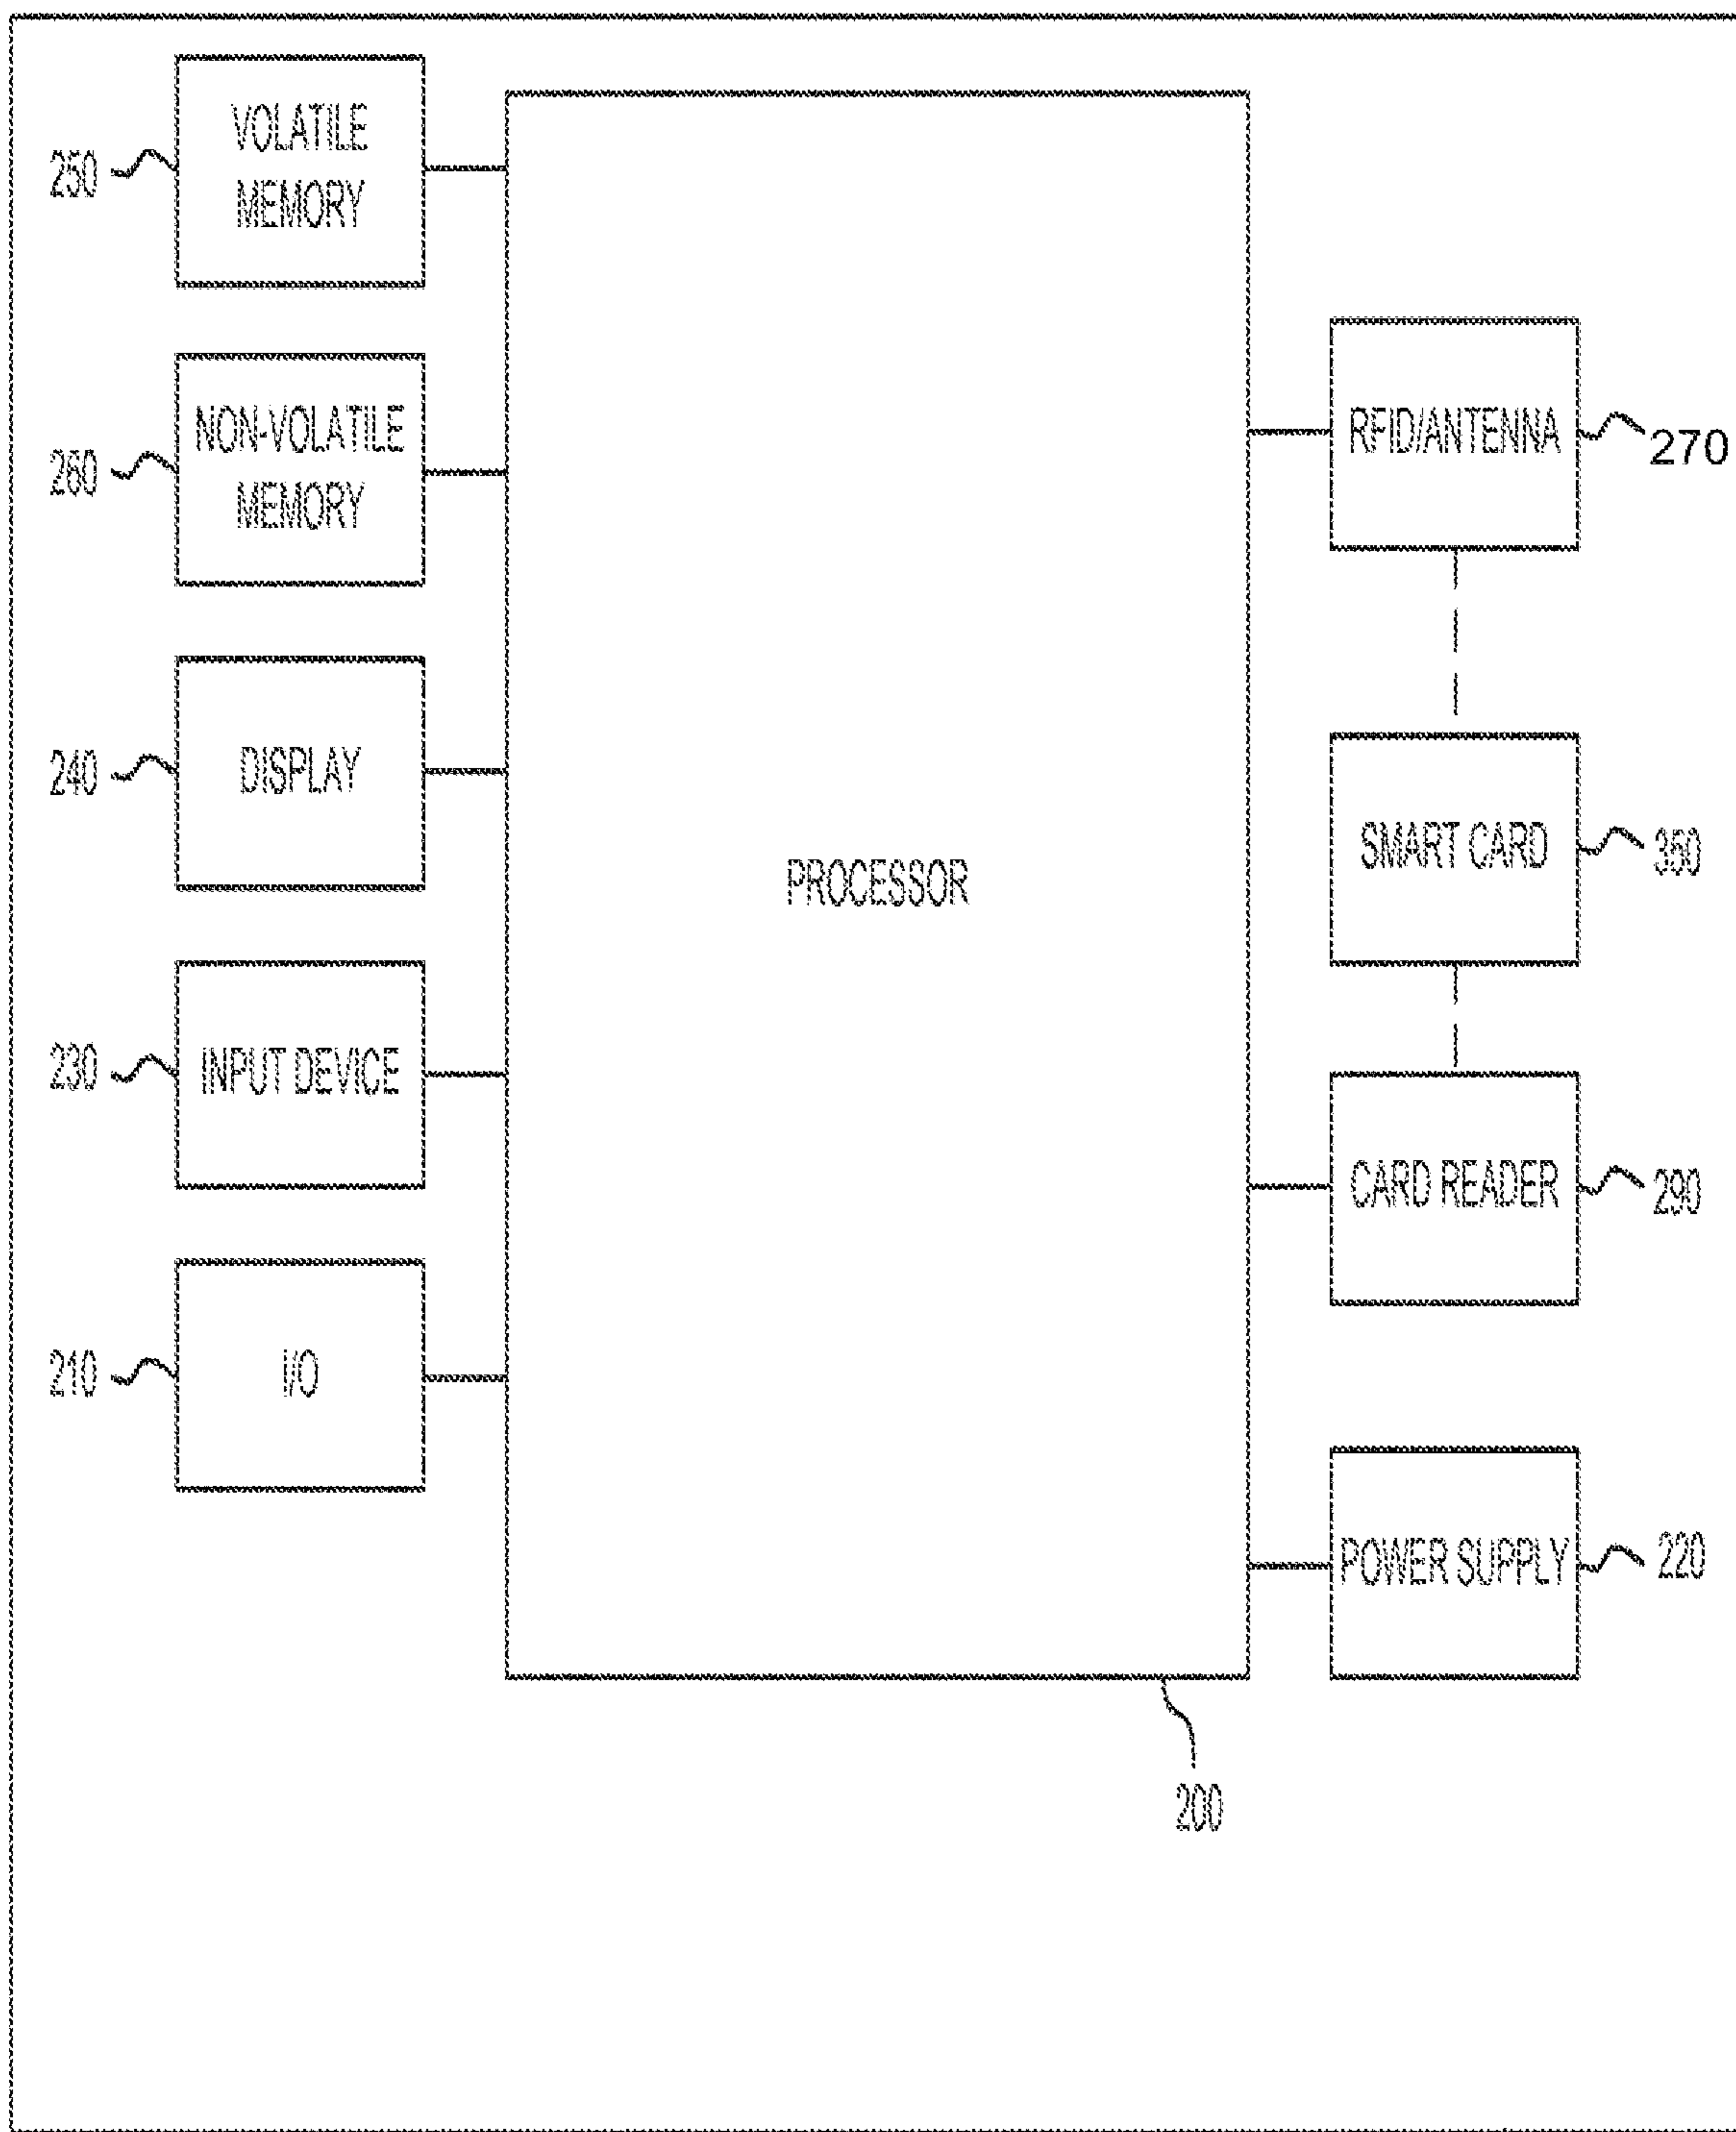 VOLATILE
MEMORY
250
NON-VOLATILE
MEMORY
260
DISPLAY
240
INPUT DEVICE
230
I/O
210
PROCESSOR
200
RFID/ANTENNA
270
SMART CARD
350
CARD READER
290
POWER SUPPLY
220